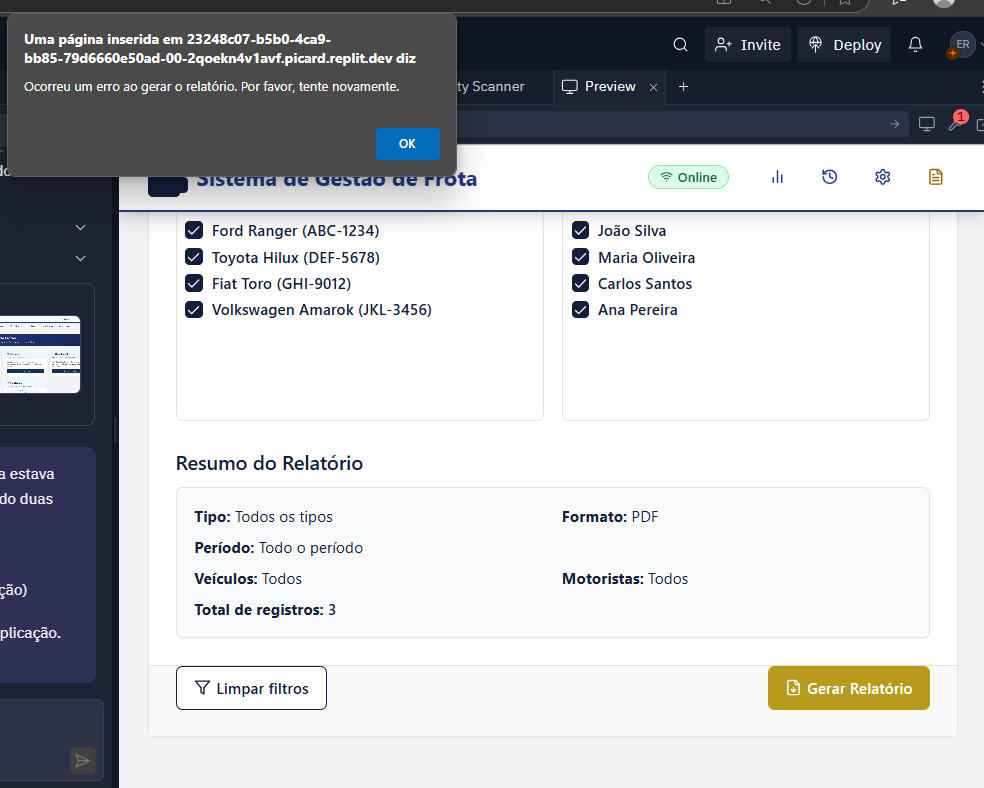 Uma página inserida em 23248c07-b5b0-4ca9-
bb85-79d6660e50ad-00-2qoekn4v1avf.picard.replit.dev diz
Ocorreu um erro ao gerar o relatório. Por favor, tente novamente.
OK
Invite
Deploy
ER
ty Scanner
Preview
1
do
Sistema de Gestão de Frota
Online
Ford Ranger (ABC-1234)
Toyota Hilux (DEF-5678)
Fiat Toro (GHI-9012)
Volkswagen Amarok (JKL-3456)
João Silva
Maria Oliveira
Carlos Santos
Ana Pereira
a estava
do duas
ção)
plicação.
Resumo do Relatório
Tipo: Todos os tipos
Formato: PDF
Período: Todo o período
Veículos: Todos
Motoristas: Todos
Total de registros: 3
Limpar filtros
Gerar Relatório